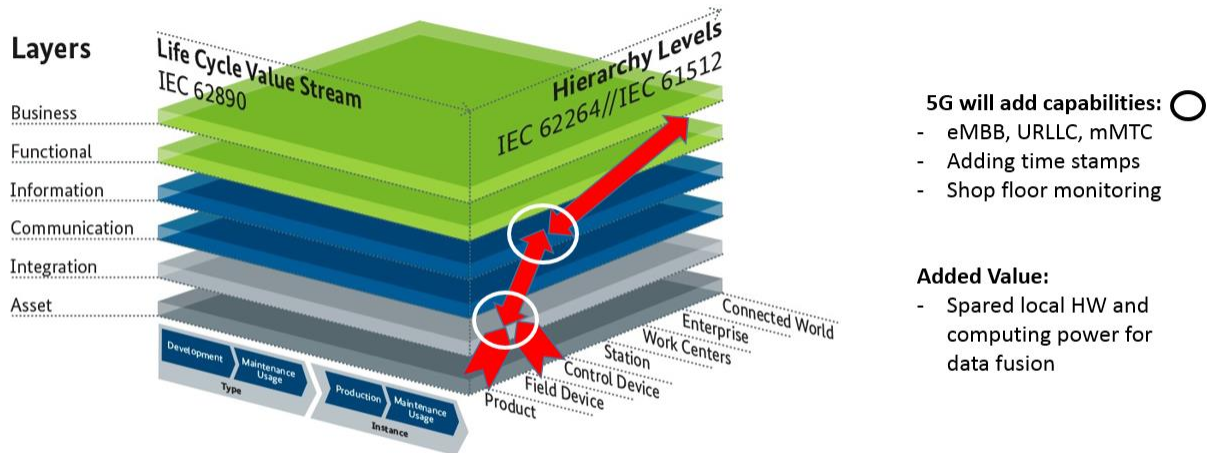 Layers
Business
Functional
Information
Communication
Integration
Asset
Life Cycle Value Stream
IEC 62890
Hierarchy Levels
IEC 62264//IEC 61512
Connected World
Enterprise
Work Centers
Station
Control Device
Field Device
Product
Development
Maintenance
Usage
Type
Production
Maintenance
Usage
Instance
5G will add capabilities:
- eMBB, URLLC, mMTC
- Adding time stamps
- Shop floor monitoring
Added Value:
- Spared local HW and
computing power for
data fusion